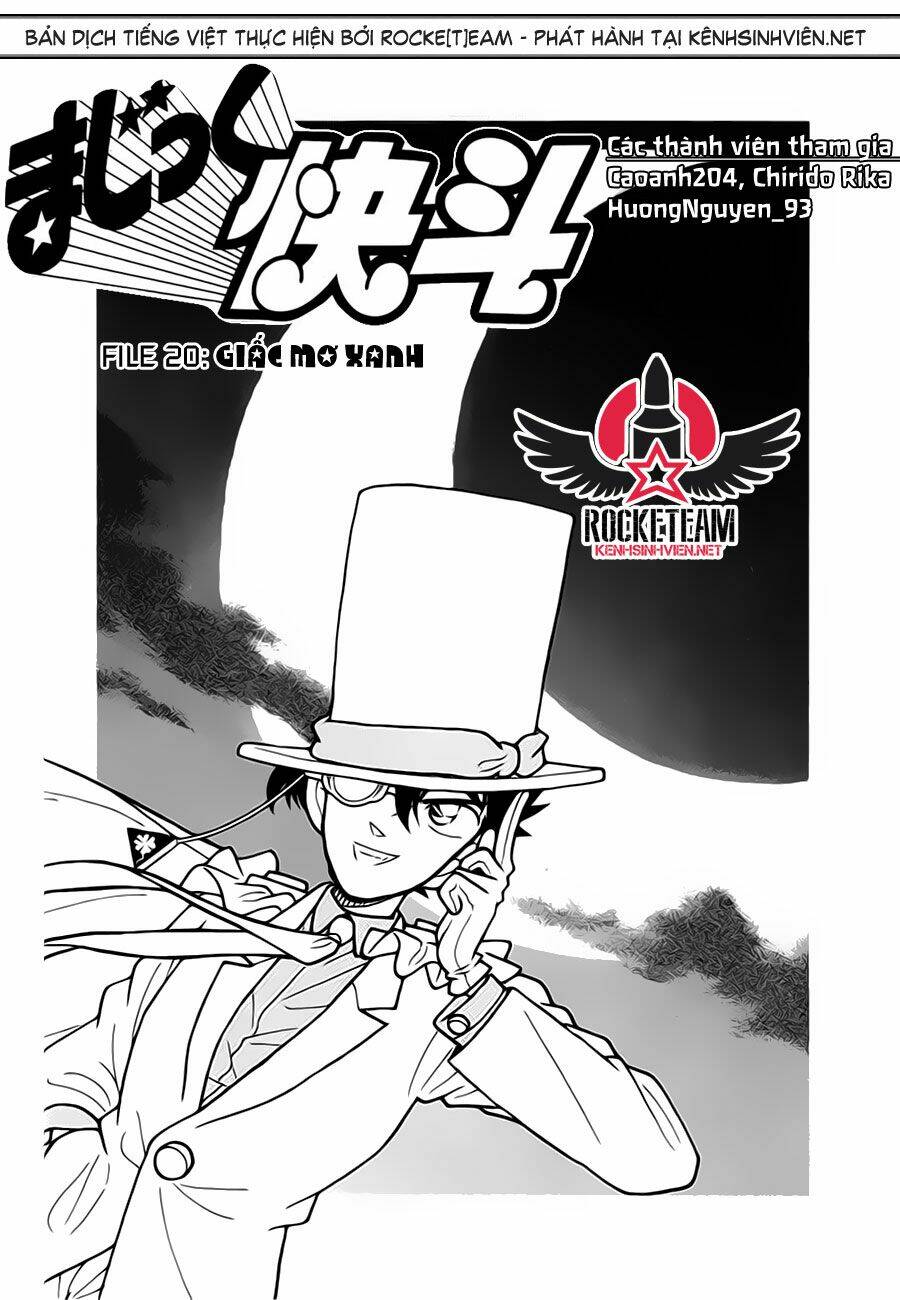 BẢN DỊCH TIẾNG VIỆT THỰC HIỆN BỞI ROCKE[T]EAM - PHÁT HÀNH TẠI KÊNHSINHVIÊN.NET
まじっく
快斗
Các thành viên tham gia
Caoanh204, Chirido Rika
HuongNguyen_93
FILE 20: GIẤC MƠ XANH
ROCKETEAM
KENHSINHVIEN.NET